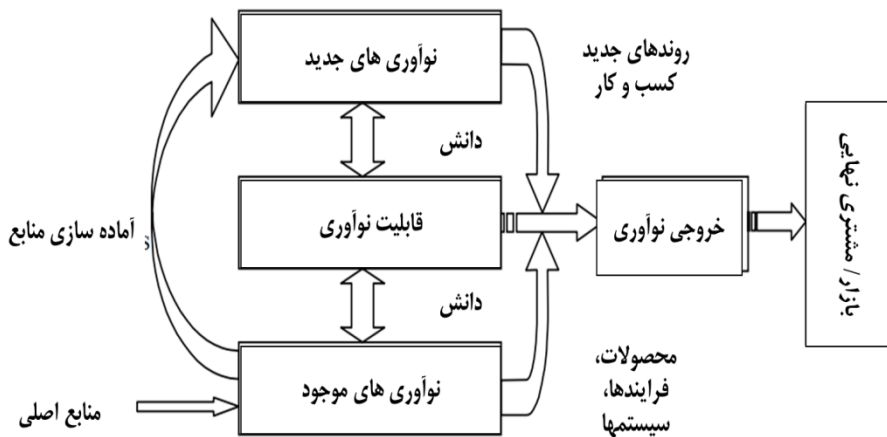 نوآوری های جدید
روندهای جدید
کسب و کار
دانش
آماده سازی منابع
قابلیت نوآوری
خروجی نوآوری
بازار/ مشتری نهایی
دانش
نوآوری های موجود
محصولات،
فرایندها،
سیستمها
منابع اصلی